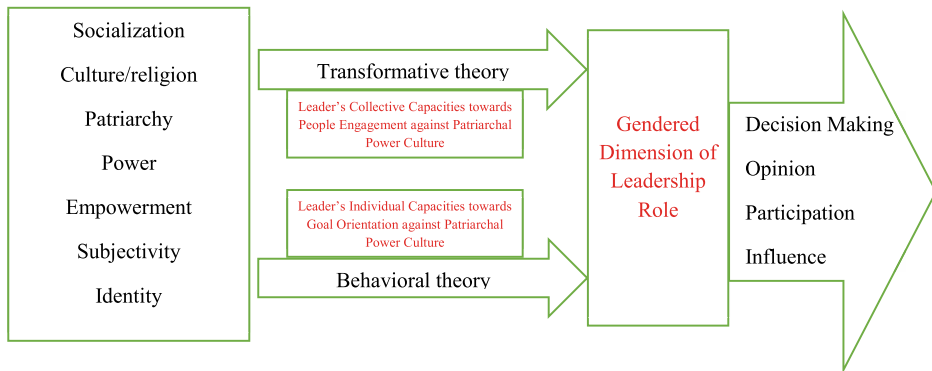 Socialization
Culture/religion
Patriarchy
Power
Empowerment
Subjectivity
Identity
Transformative theory
Leader's Collective Capacities towards
People Engagement against Patriarchal
Power Culture
Leader's Individual Capacities towards
Goal Orientation against Patriarchal
Power Culture
Behavioral theory
Gendered
Dimension of
Leadership
Role
Decision Making
Opinion
Participation
Influence